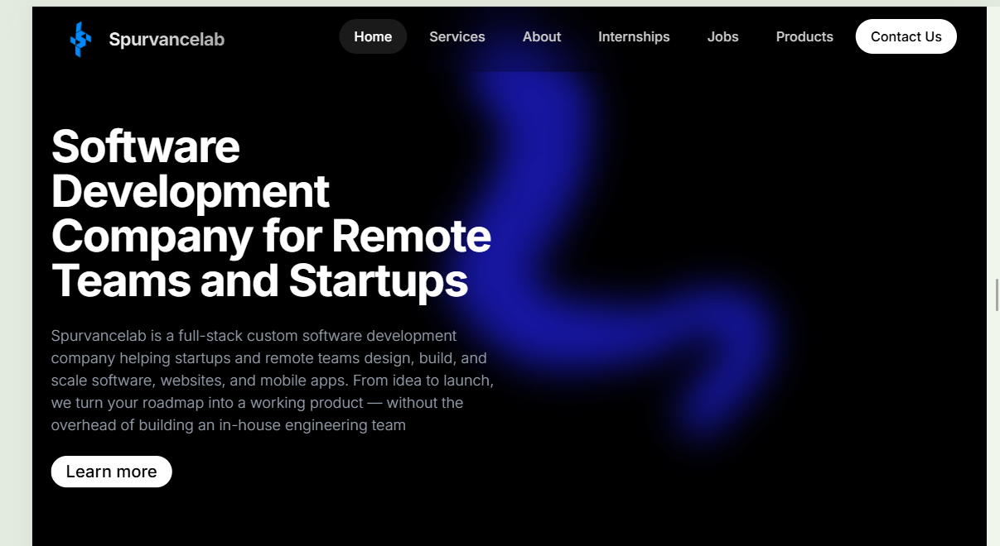 Spurvancelab
Home
Services
About
Internships
Jobs
Products
Contact Us
Software
Development
Company for Remote
Teams and Startups
Spurvancelab is a full-stack custom software development
company helping startups and remote teams design, build, and
scale software, websites, and mobile apps. From idea to launch,
we turn your roadmap into a working product — without the
overhead of building an in-house engineering team
Learn more